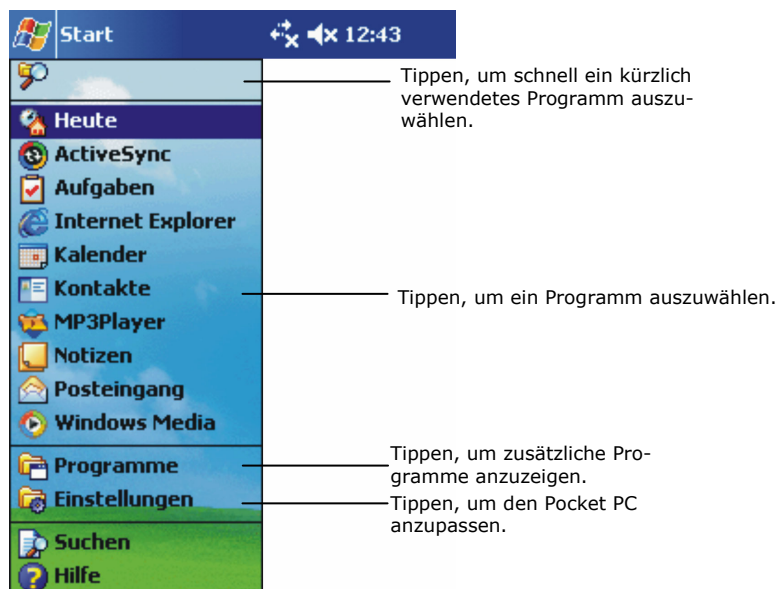 Start 12:43
Tippen, um schnell ein kürzlich
verwendetes Programm auszu-
wählen.
Heute
ActiveSync
Aufgaben
Internet Explorer
Kalender
Kontakte
Tippen, um ein Programm auszuwählen.
MP3Player
Notizen
Posteingang
Windows Media
Programme
Tippen, um zusätzliche Pro-
gramme anzuzeigen.
Einstellungen
Tippen, um den Pocket PC
anzupassen.
Suchen
Hilfe